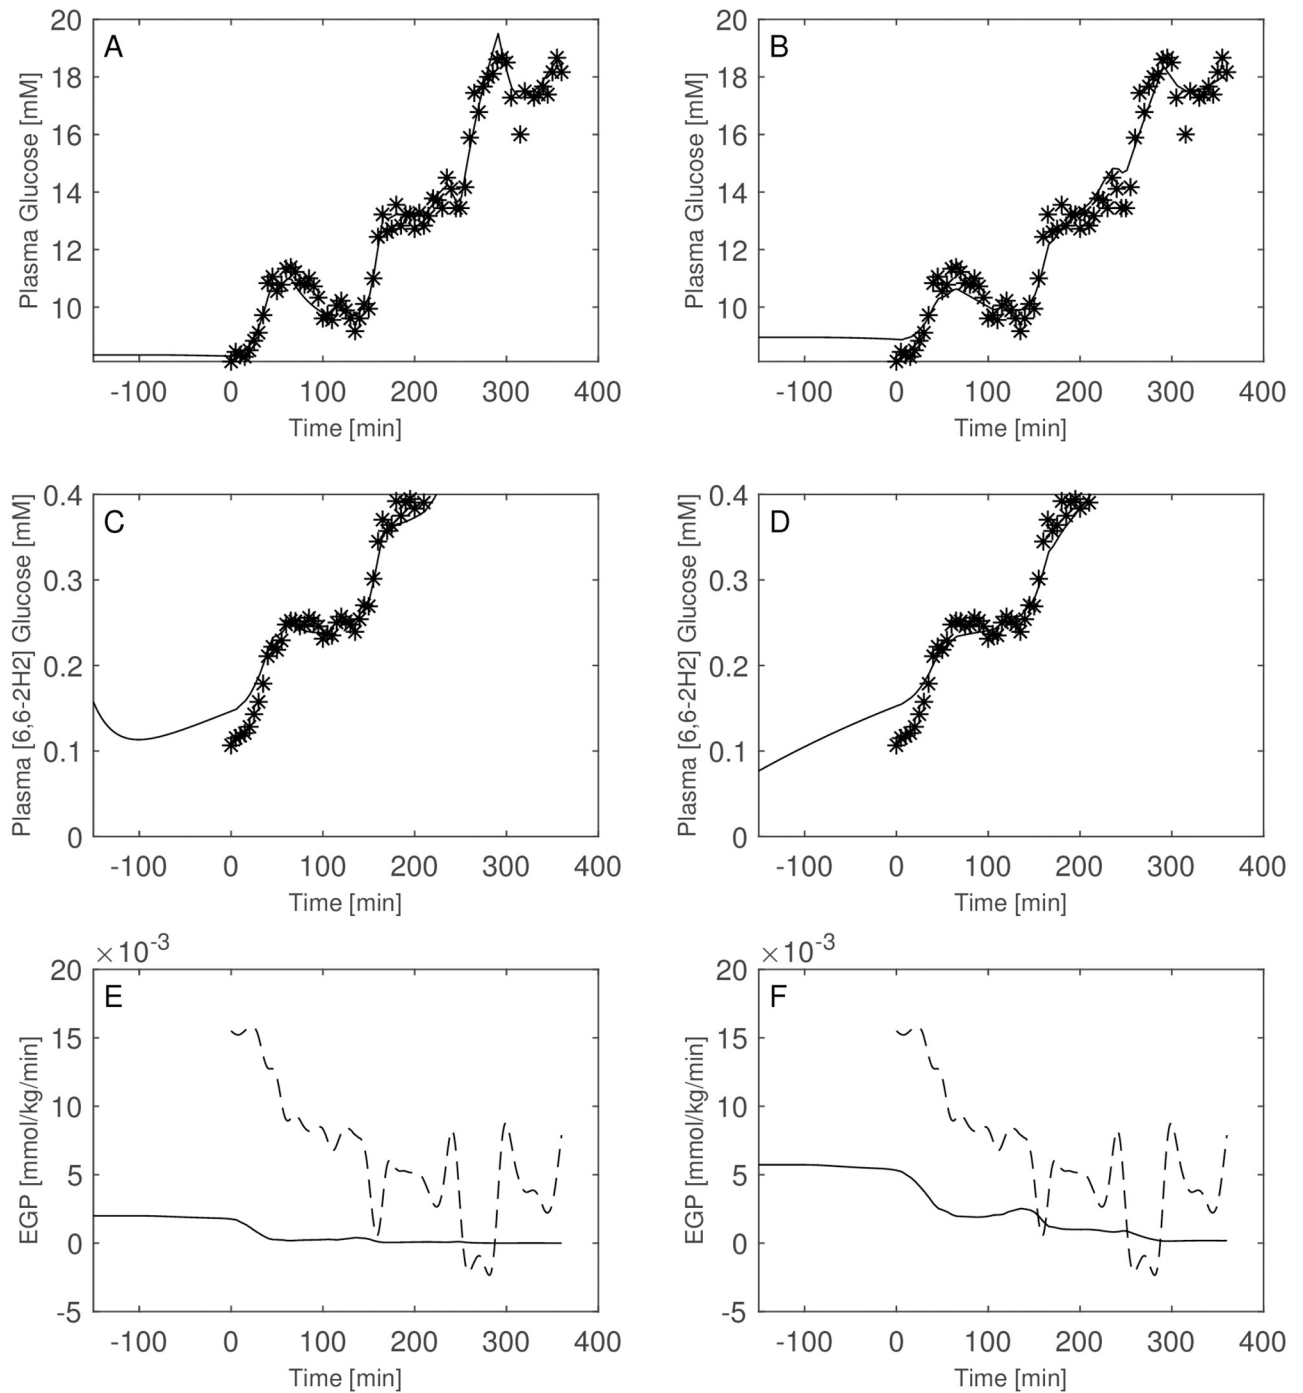 A
Plasma Glucose [mM]
20
18
16
14
12
10
-100 0 100 200 300 400
Time [min]
B
Plasma Glucose [mM]
20
18
16
14
12
10
-100 0 100 200 300 400
Time [min]
C
Plasma [6,6-2H2] Glucose [mM]
0.4
0.3
0.2
0.1
0
-100 0 100 200 300 400
Time [min]
D
Plasma [6,6-2H2] Glucose [mM]
0.4
0.3
0.2
0.1
0
-100 0 100 200 300 400
Time [min]
×10-3
E
EGP [mmol/kg/min]
20
15
10
5
0
-5
-100 0 100 200 300 400
Time [min]
×10-3
F
EGP [mmol/kg/min]
20
15
10
5
0
-5
-100 0 100 200 300 400
Time [min]